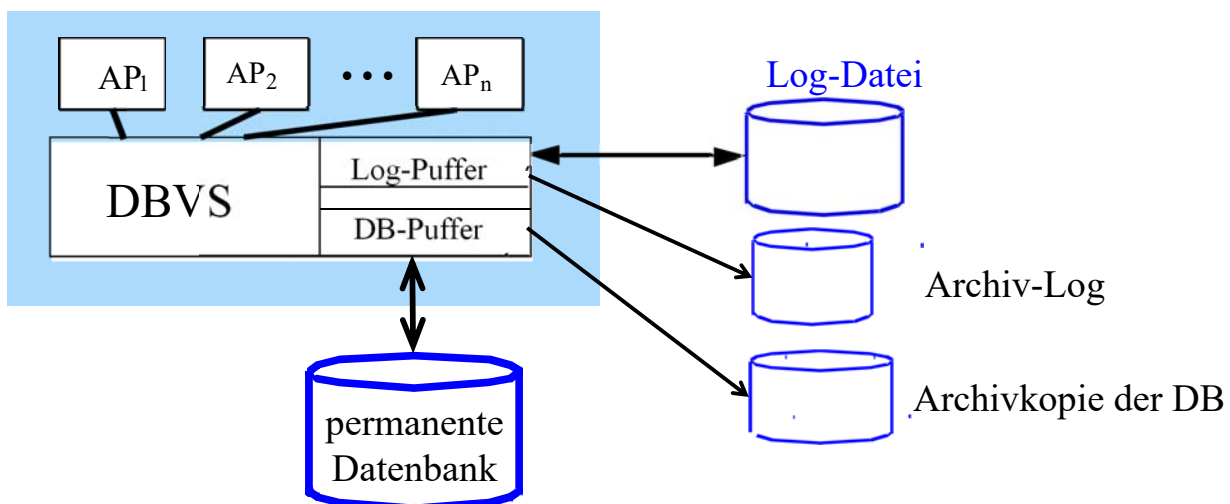 AP1
AP2
• • •
APn
Log-Datei
DBVS
Log-Puffer
DB-Puffer
Archiv-Log
Archivkopie der DB
permanente
Datenbank